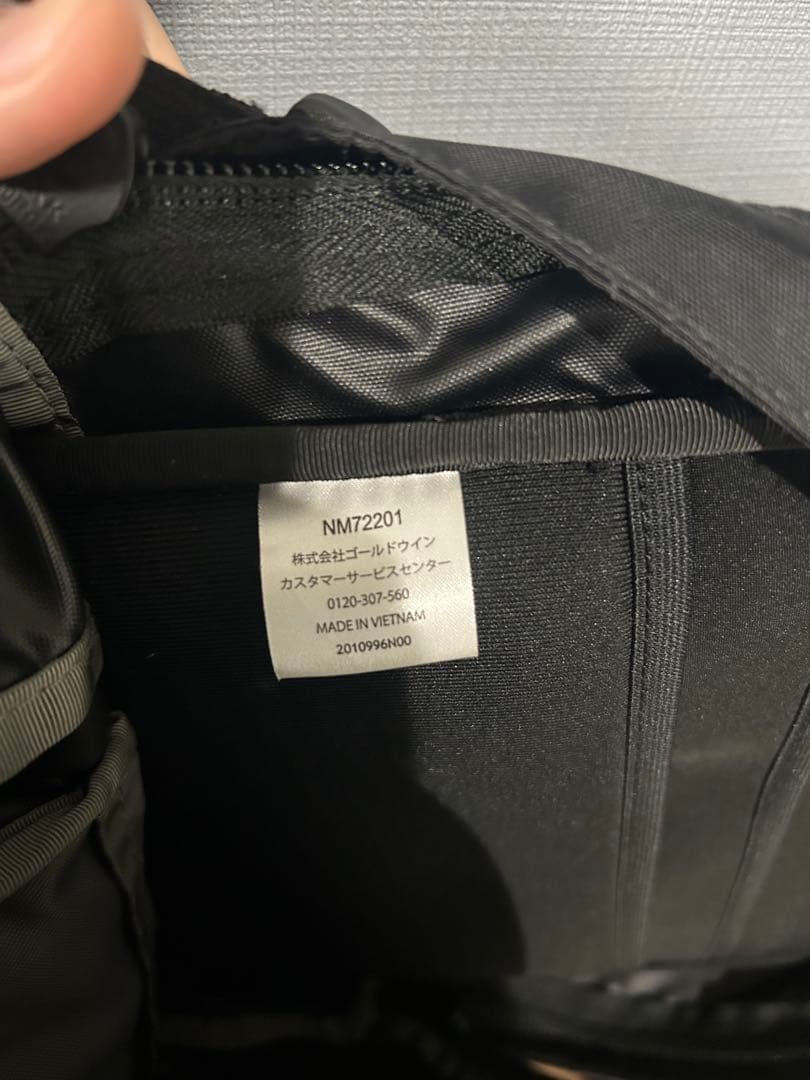 NM72201
株式会社ゴールドウイン
カスタマーサービスセンター
0120-307-560
MADE IN VIETNAM
2010996N00